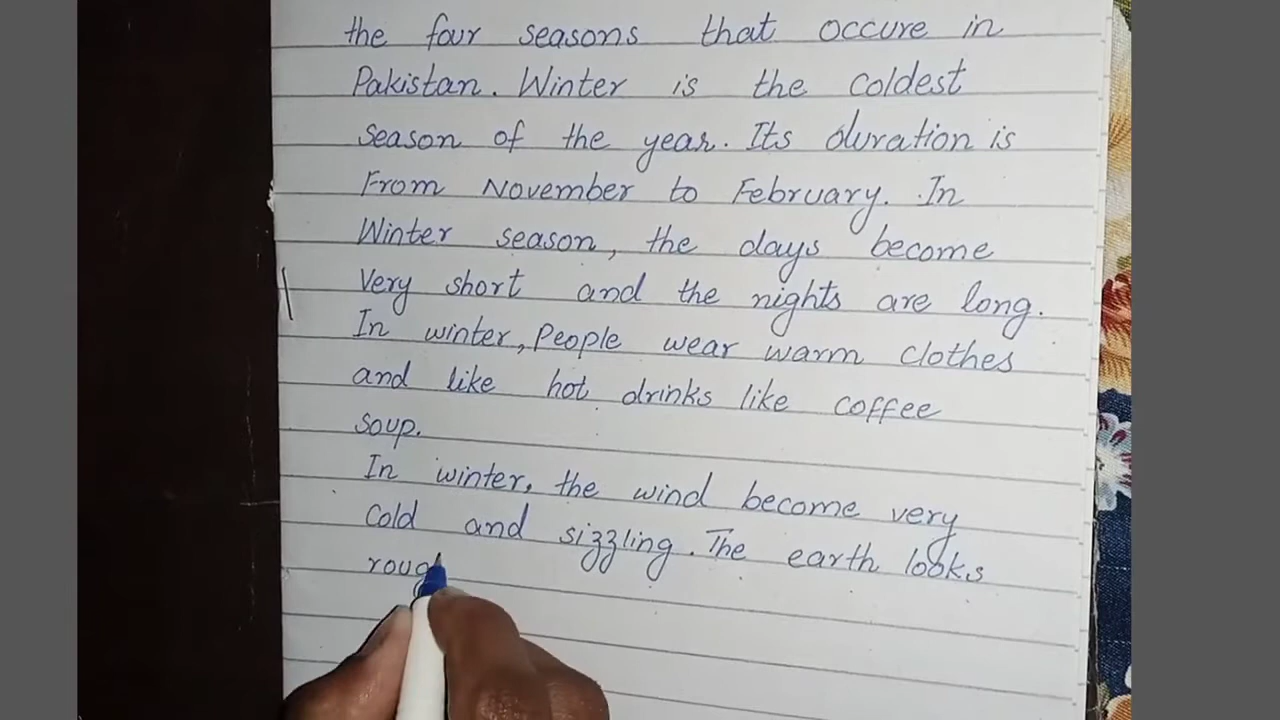 the four seasons that occure in
Pakistan. Winter is the coldest
season of the year. Its duration is
From November to February. In
Winter season, the days become
Very short and the nights are long.
In winter, People wear warm clothes
and like hot drinks like coffee
soup.
In winter, the wind become very
Cold and sizzling. The earth looks
roug